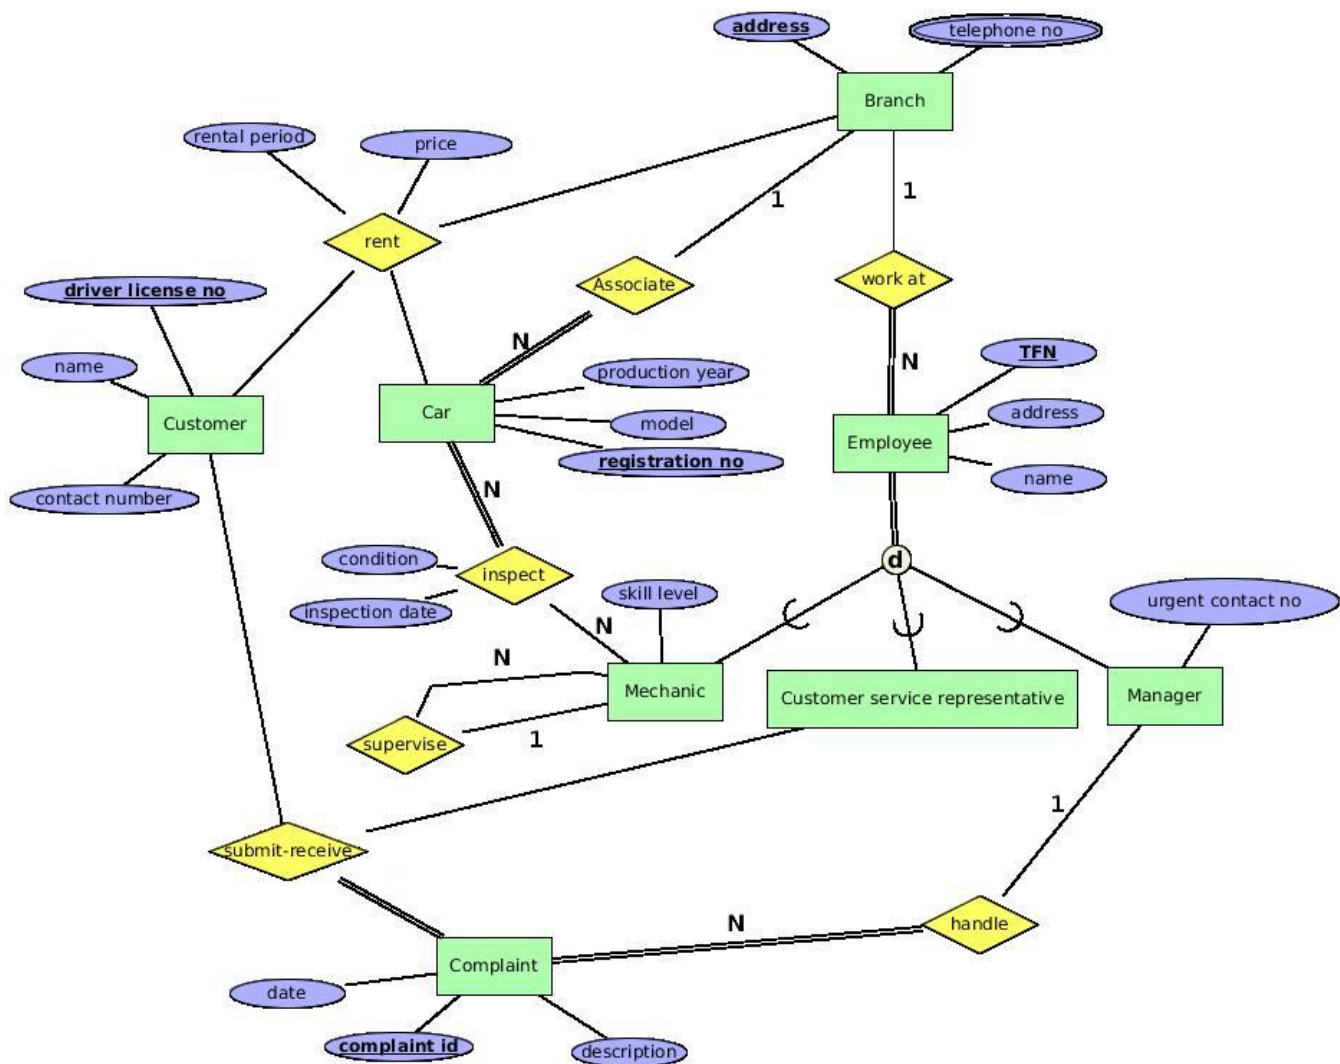 address
telephone no
Branch
rental period
price
1
1
rent
Associate
work at
driver license no
N
N
TFN
name
production year
address
Customer
Car
model
Employee
registration no
name
contact number
N
condition
inspect
d
inspection date
skill level
urgent contact no
N
N
Mechanic
Customer service representative
Manager
supervise
1
1
submit-receive
N
handle
Complaint
date
complaint id
description